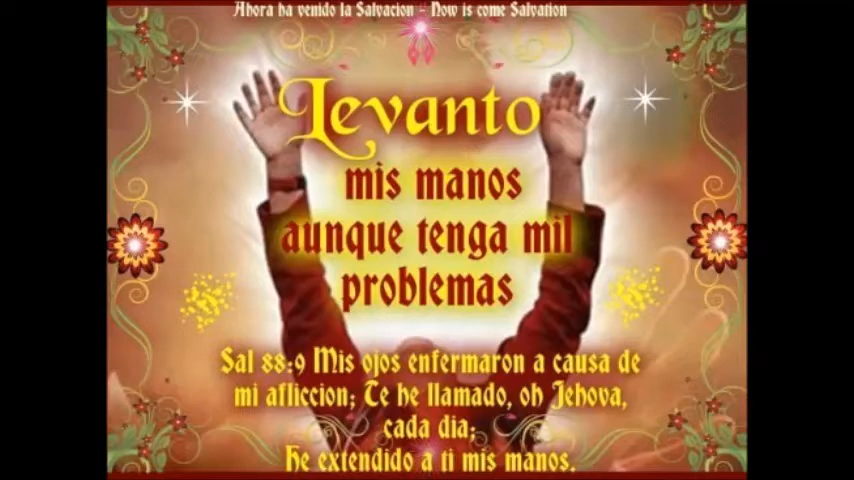 Ahora ha venido la Salvacion - Now is come Salvation
Levanto
mis manos
aunque tenga mil
problemas
Sal 88:9 Mis ojos enfermaron a causa de
mi afliccion; Te he llamado, oh Jehova,
cada dia;
He extendido a ti mis manos.